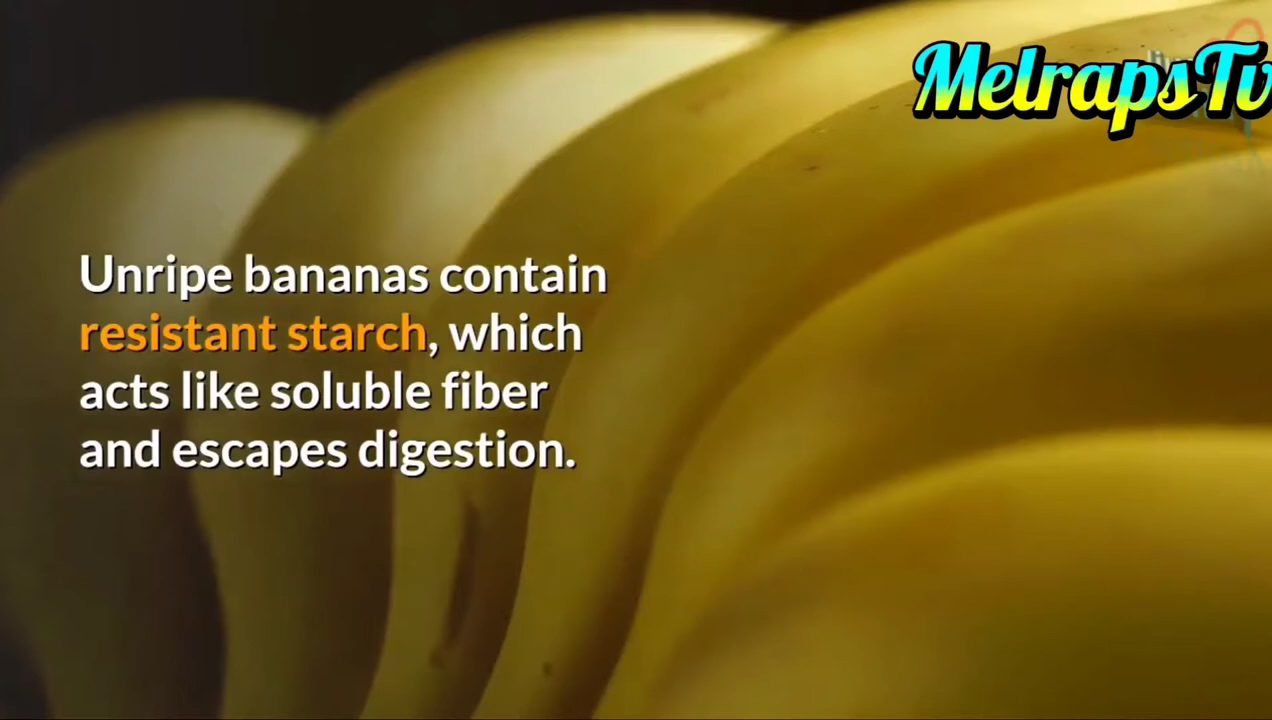 MelrapsTv
Unripe bananas contain
resistant starch, which
acts like soluble fiber
and escapes digestion.